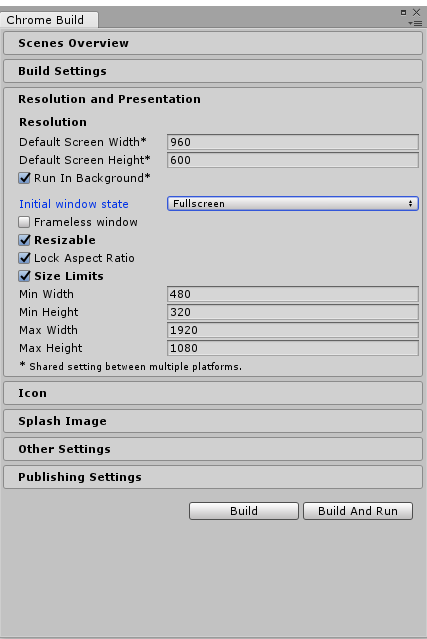 Chrome Build
Scenes Overview
Build Settings
Resolution and Presentation
Resolution
Default Screen Width* 960
Default Screen Height* 600
Run In Background*
Initial window state Fullscreen
Frameless window
Resizable
Lock Aspect Ratio
Size Limits
Min Width 480
Min Height 320
Max Width 1920
Max Height 1080
* Shared setting between multiple platforms.
Icon
Splash Image
Other Settings
Publishing Settings
Build Build And Run